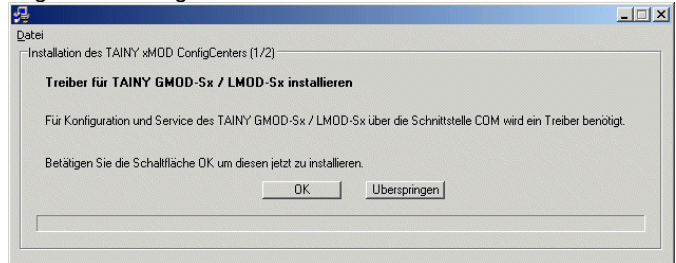 Datei
Installation des TAINY xMOD ConfigCenters (1/2)
Treiber für TAINY GMOD-Sx / LMOD-Sx installieren
Für Konfiguration und Service des TAINY GMOD-Sx / LMOD-Sx über die Schnittstelle COM wird ein Treiber benötigt.
Betätigen Sie die Schaltfläche OK um diesen jetzt zu installieren.
OK Überspringen